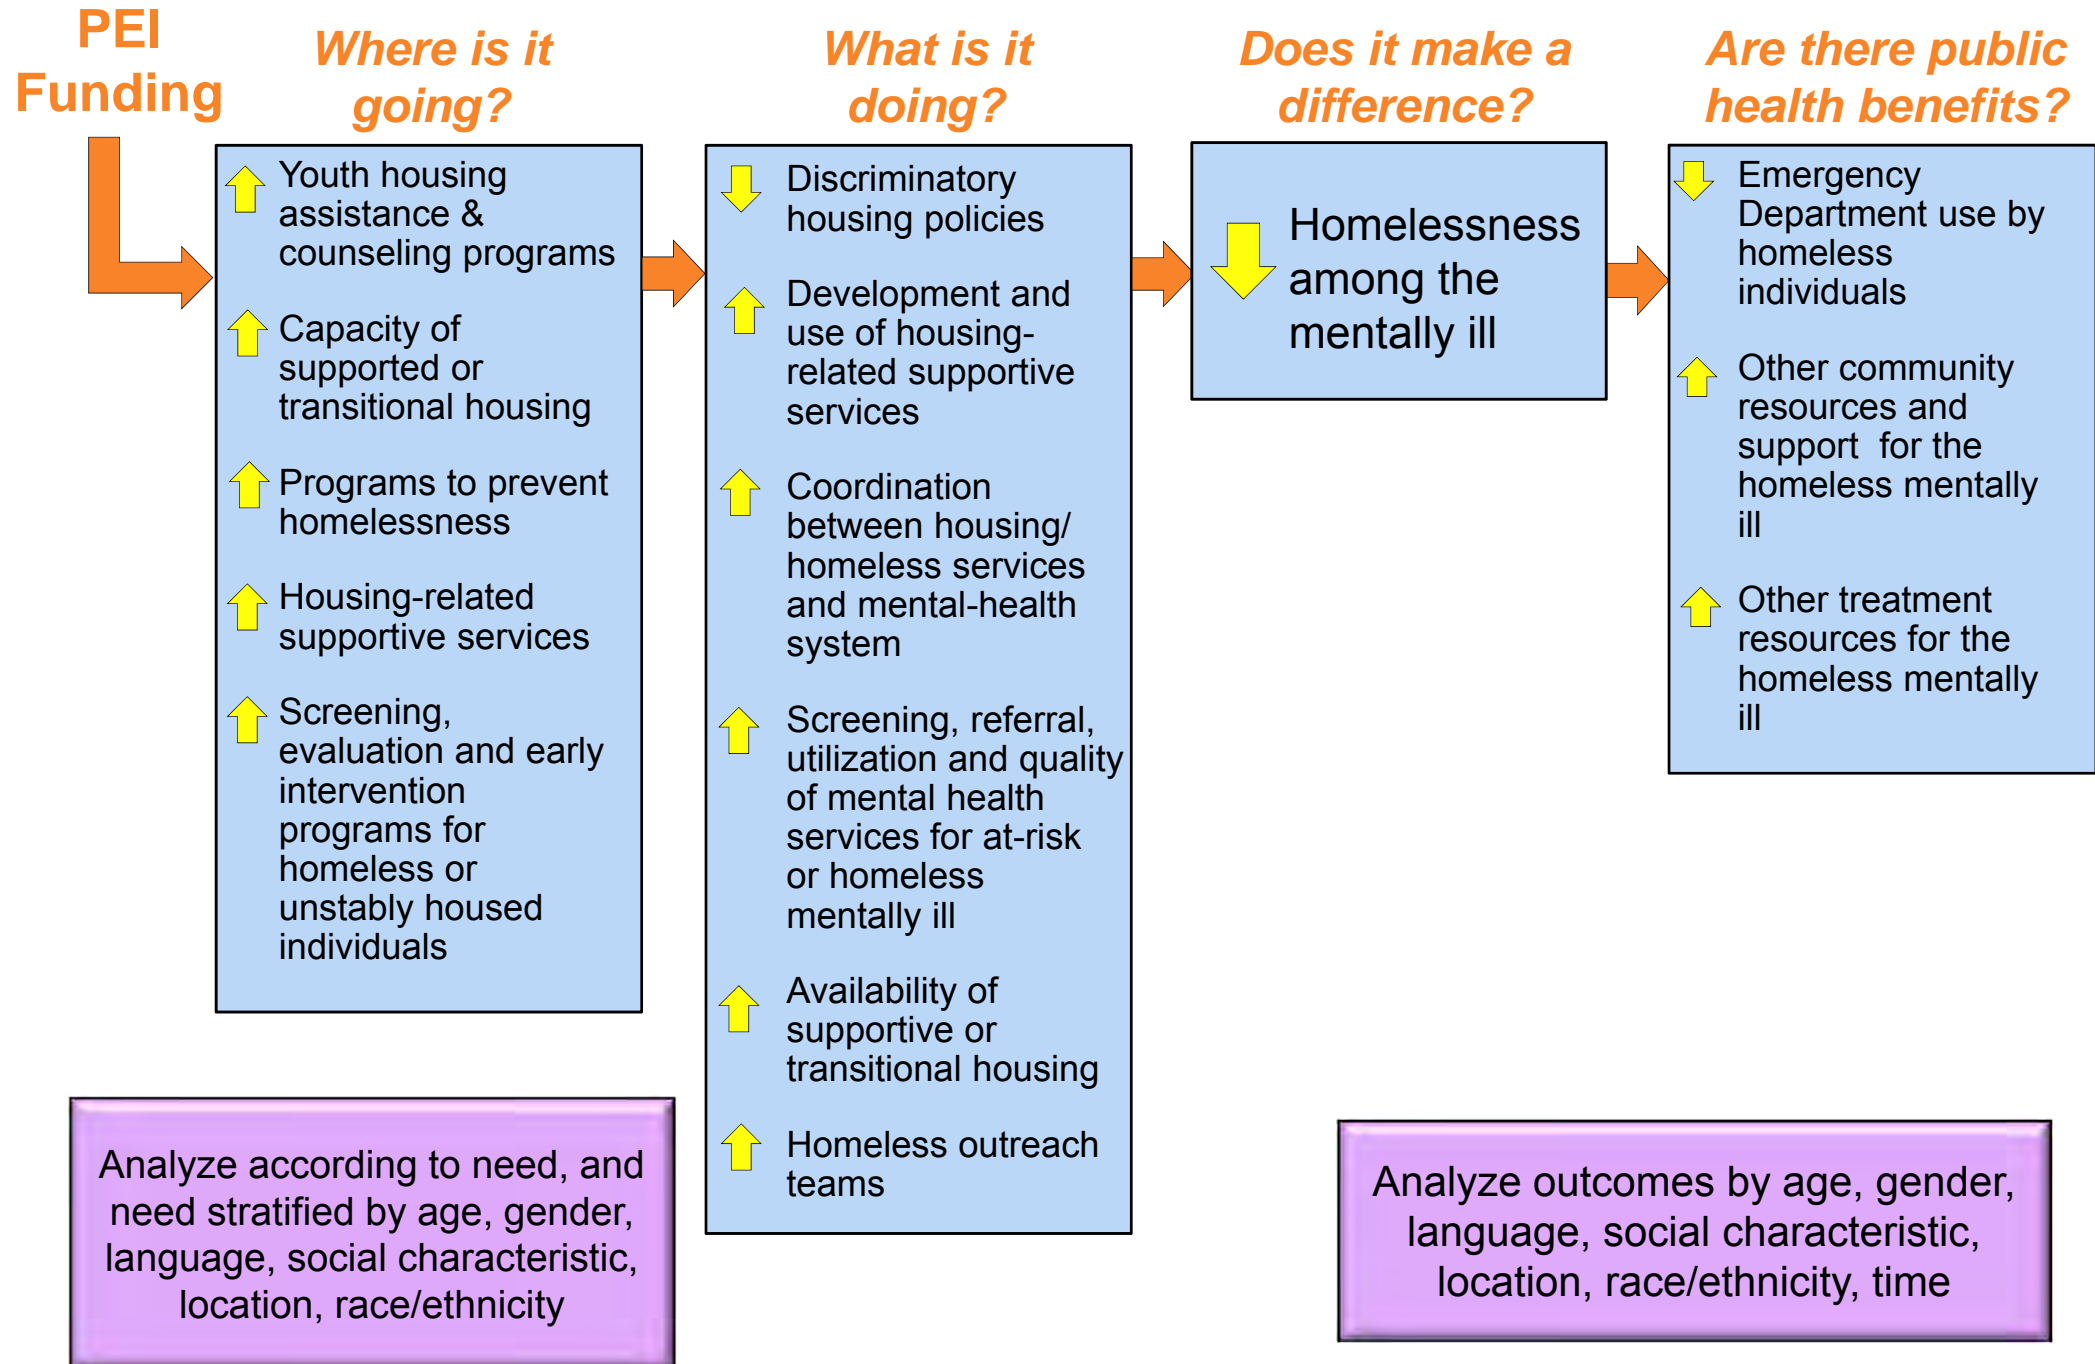 PEI
Funding
Where is it
going?
What is it
doing?
Does it make a
difference?
Are there public
health benefits?
Youth housing
assistance &
counseling programs
Capacity of
supported or
transitional housing
Programs to prevent
homelessness
Housing-related
supportive services
Screening,
evaluation and early
intervention
programs for
homeless or
unstably housed
individuals
Discriminatory
housing policies
Development and
use of housing-
related supportive
services
Coordination
between housing/
homeless services
and mental-health
system
Screening, referral,
utilization and quality
of mental health
services for at-risk
or homeless
mentally ill
Availability of
supportive or
transitional housing
Homeless outreach
teams
Homelessness
among the
mentally ill
Emergency
Department use by
homeless
individuals
Other community
resources and
support for the
homeless mentally
ill
Other treatment
resources for the
homeless mentally
ill
Analyze according to need, and
need stratified by age, gender,
language, social characteristic,
location, race/ethnicity
Analyze outcomes by age, gender,
language, social characteristic,
location, race/ethnicity, time